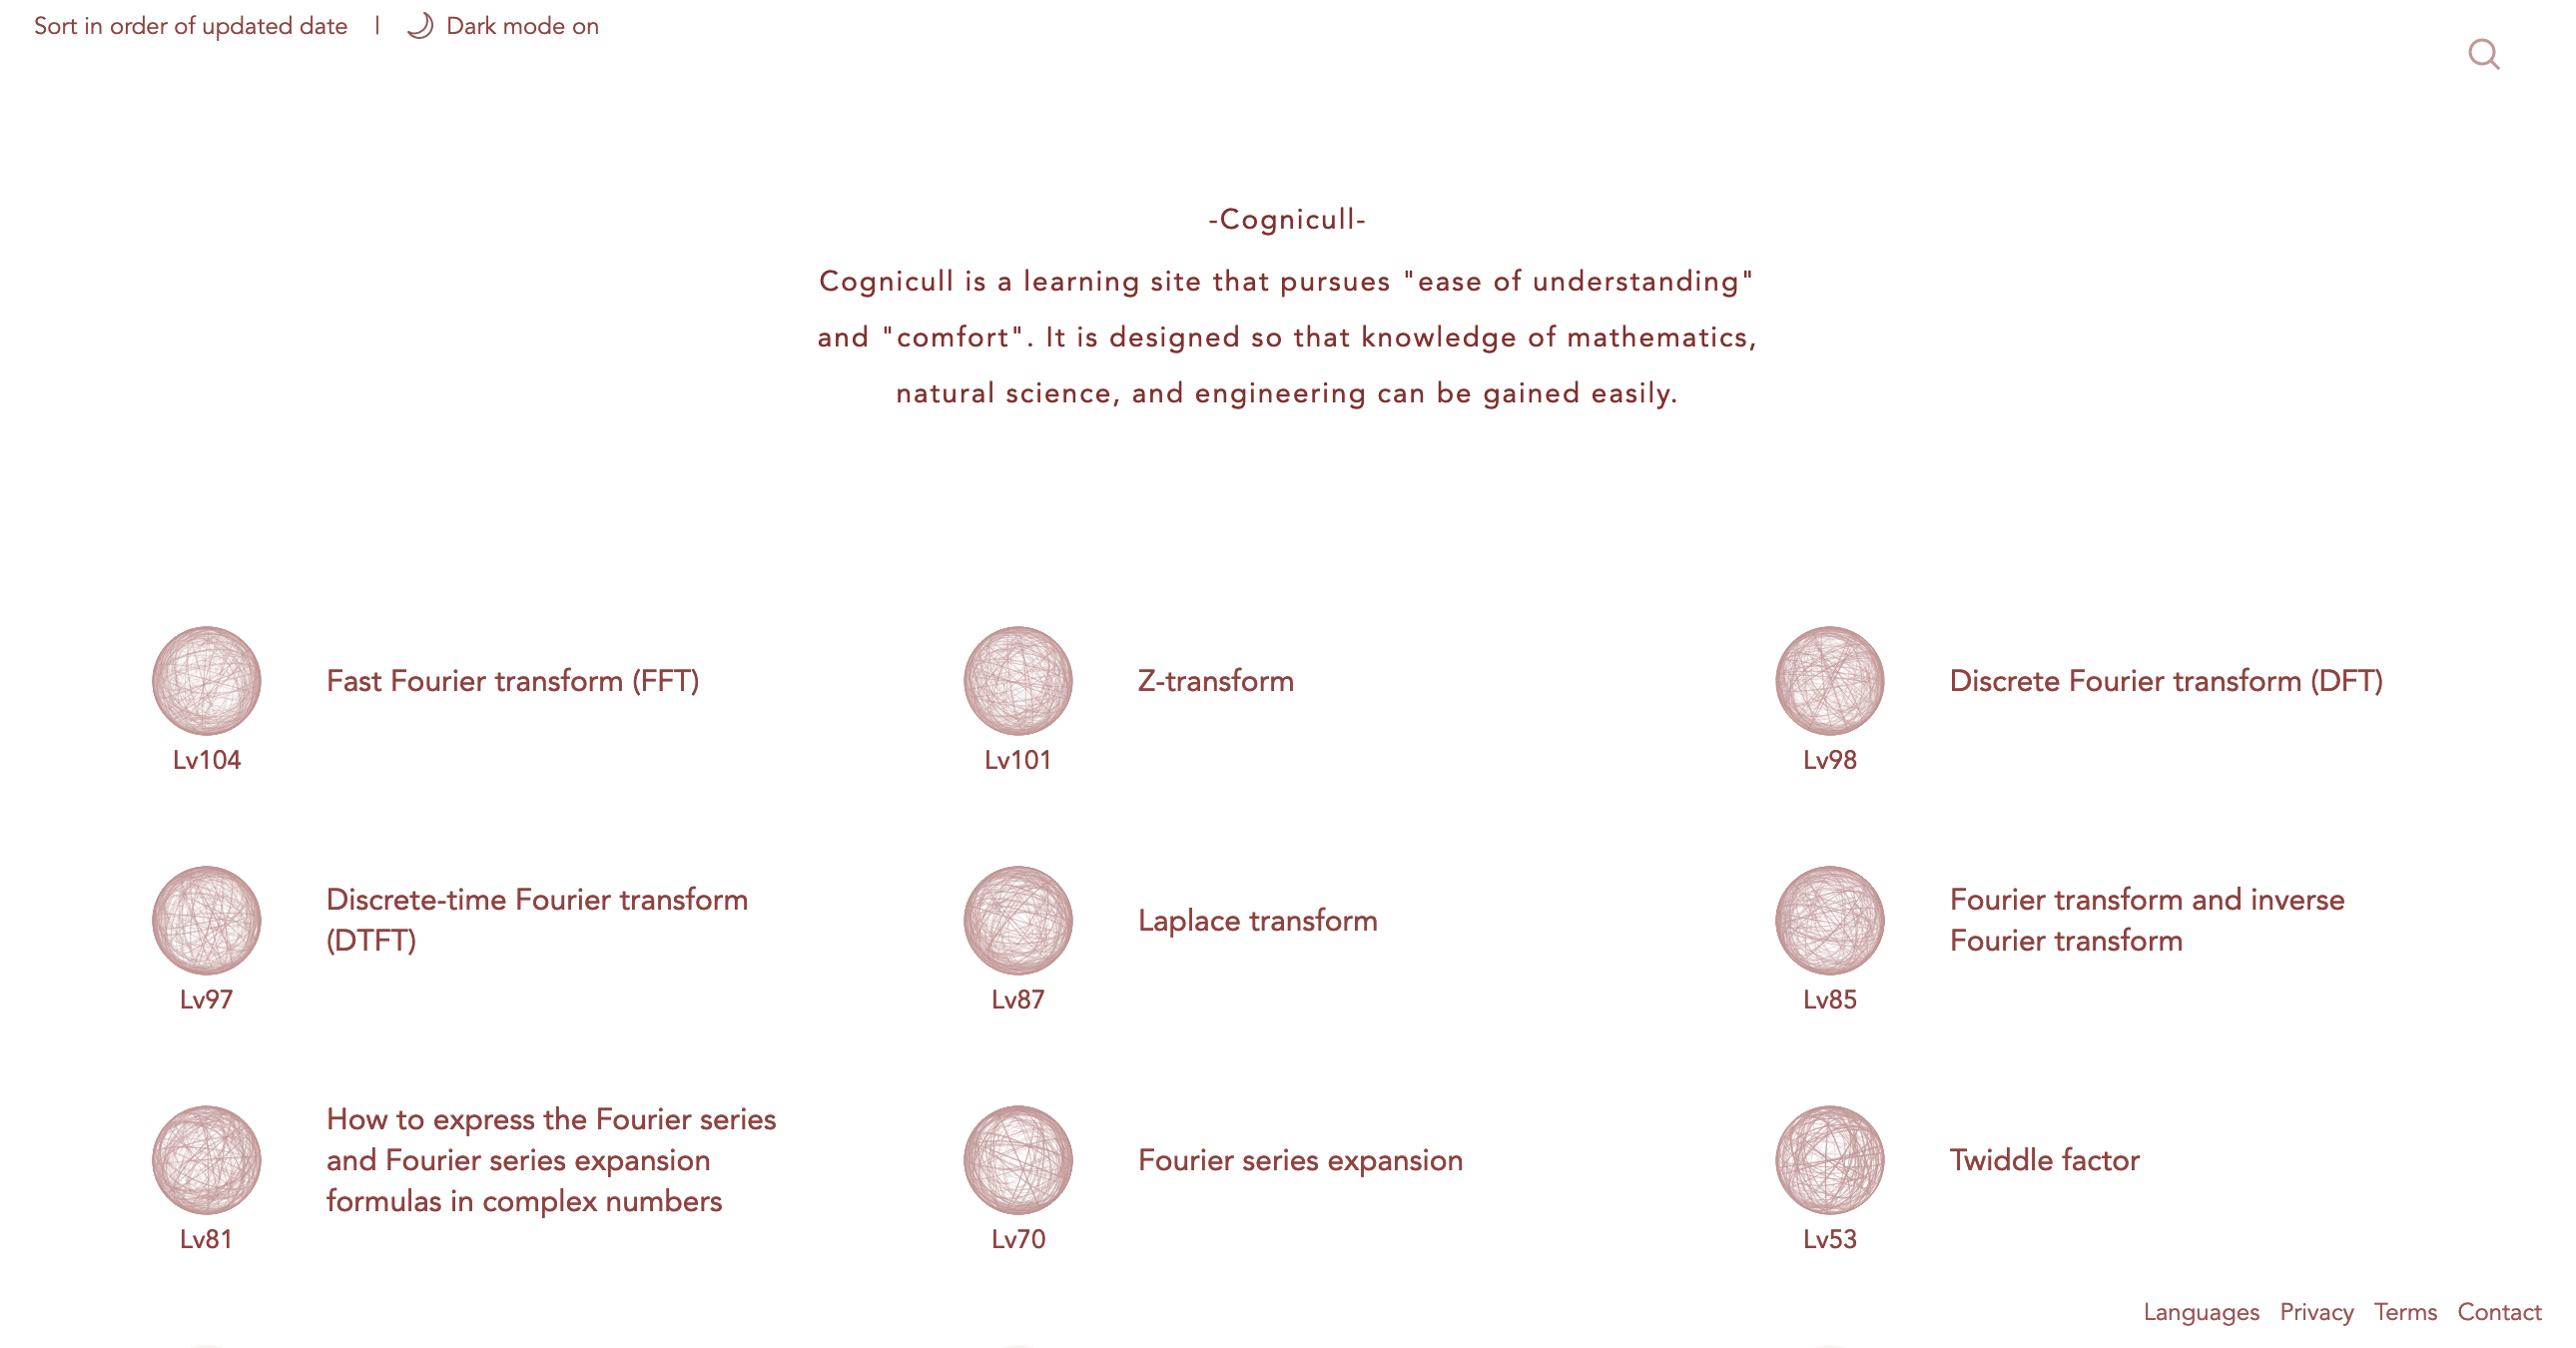 Sort in order of updated date | Dark mode on
-Cognicull-
Cognicull is a learning site that pursues "ease of understanding"
and "comfort". It is designed so that knowledge of mathematics,
natural science, and engineering can be gained easily.
Fast Fourier transform (FFT)
Lv104
Z-transform
Lv101
Discrete Fourier transform (DFT)
Lv98
Discrete-time Fourier transform
(DTFT)
Lv97
Laplace transform
Lv87
Fourier transform and inverse
Fourier transform
Lv85
How to express the Fourier series
and Fourier series expansion
formulas in complex numbers
Lv81
Fourier series expansion
Lv70
Twiddle factor
Lv53
Languages Privacy Terms Contact